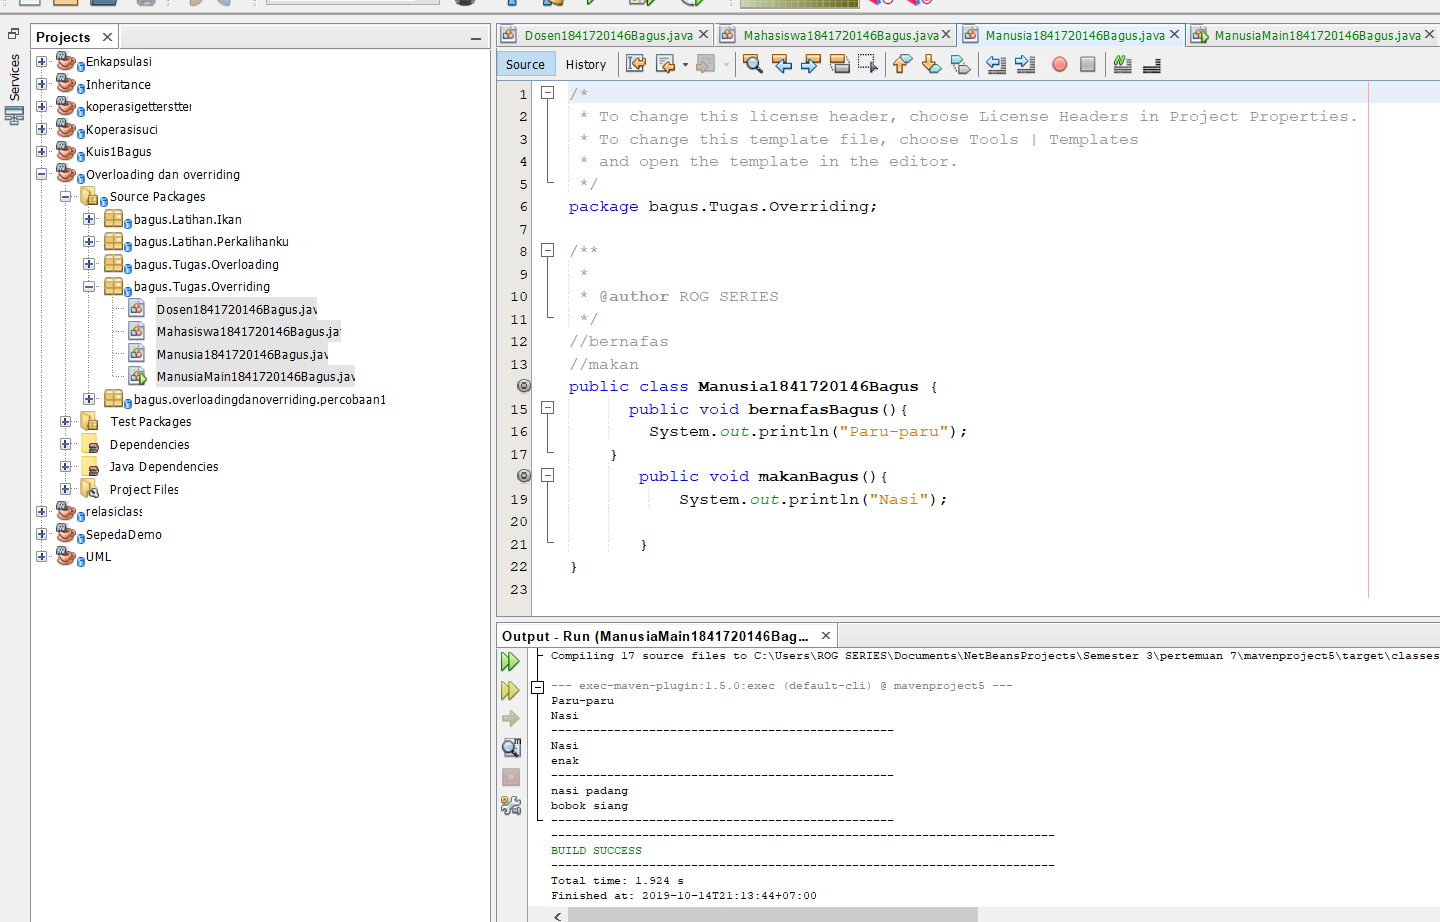 Services
Projects
Enkapsulasi
Inheritance
koperasigettersttei
Koperasisuci
Kuis1Bagus
Overloading dan overriding
Source Packages
bagus.Latihan.Ikan
bagus.Latihan.Perkalihanku
bagus.Tugas.Overloading
bagus.Tugas.Overriding
Dosen1841720146Bagus.jav
Mahasiswa1841720146Bagus.ja
Manusia1841720146Bagus.jav
ManusiaMain1841720146Bagus.jav
bagus.overloadingdanoverriding.percobaan1
Test Packages
Dependencies
Java Dependencies
Project Files
relasiclass
SepedaDemo
UML
Dosen1841720146Bagus.java Mahasiswa1841720146Bagus.java Manusia1841720146Bagus.java ManusiaMain1841720146Bagus.java
Source History
1 /*
2 * To change this license header, choose License Headers in Project Properties.
3 * To change this template file, choose Tools | Templates
4 * and open the template in the editor.
5 */
6 package bagus.Tugas.Overriding;
7
8 /**
9 *
10 * @author ROG SERIES
11 */
12 //bernafas
13 //makan
public class Manusia1841720146Bagus {
15 public void bernafasBagus(){
16 System.out.println("Paru-paru");
17 }
public void makanBagus(){
19 System.out.println("Nasi");
20
21 }
22 }
23
Output - Run (ManusiaMain1841720146Bag...
Compiling 17 source files to C:\Users\ROG SERIES\Documents\NetBeansProjects\Semester 3\pertemuan 7\mavenproject5\target\classes
--- exec-maven-plugin:1.5.0:exec (default-cli) @ mavenproject5 ---
Paru-paru
Nasi
-------------------------------------------------
Nasi
enak
-------------------------------------------------
nasi padang
bobok siang
-------------------------------------------------
------------------------------------------------------------------------
BUILD SUCCESS
------------------------------------------------------------------------
Total time: 1.924 s
Finished at: 2019-10-14T21:13:44+07:00